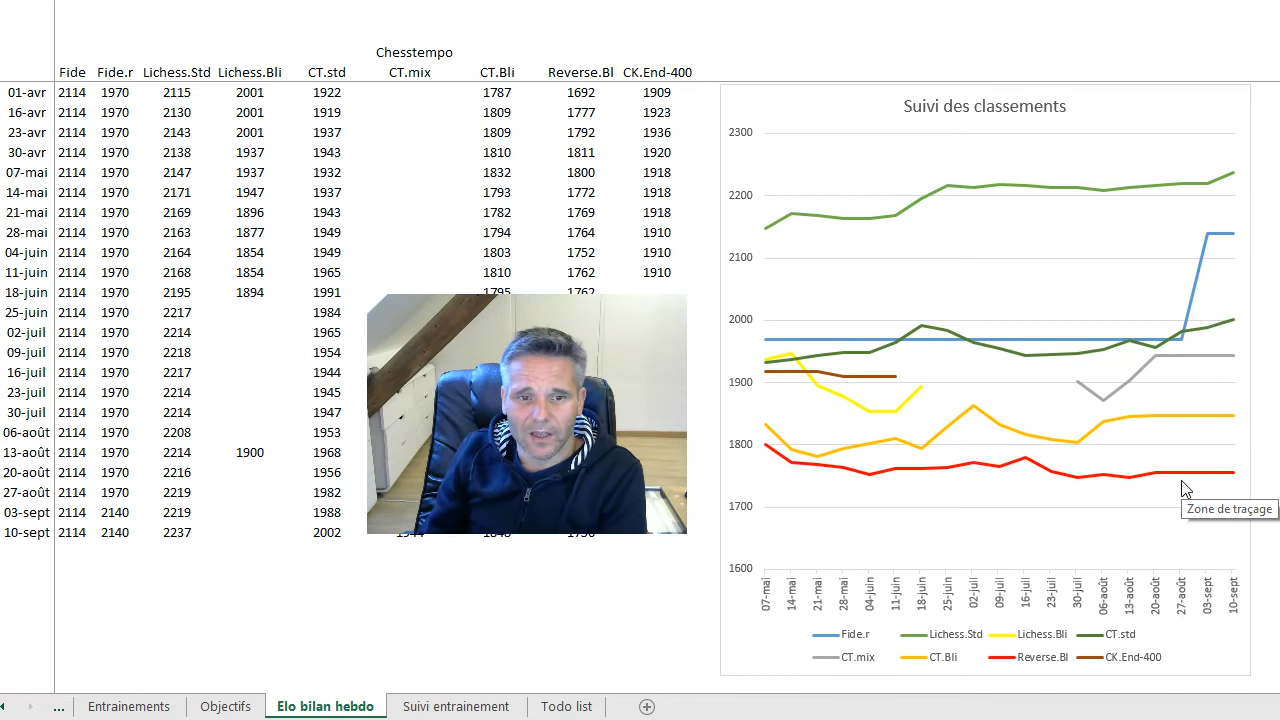 Chesstempo
Fide Fide.r Lichess.Std Lichess.Bli CT.std CT.mix CT.Bli Reverse.Bl CK.End-400
01-avr 2114 1970 2115 2001 1922 1787 1692 1909
16-avr 2114 1970 2130 2001 1919 1809 1777 1923
23-avr 2114 1970 2143 2001 1937 1809 1792 1936
30-avr 2114 1970 2138 1937 1943 1810 1811 1920
07-mai 2114 1970 2147 1937 1932 1832 1800 1918
14-mai 2114 1970 2171 1947 1937 1793 1772 1918
21-mai 2114 1970 2169 1896 1943 1782 1769 1918
28-mai 2114 1970 2163 1877 1949 1794 1764 1910
04-juin 2114 1970 2164 1854 1949 1803 1752 1910
11-juin 2114 1970 2168 1854 1965 1810 1762 1910
18-juin 2114 1970 2195 1894 1991 1795 1762
25-juin 2114 1970 2217 1984
02-juil 2114 1970 2214 1965
09-juil 2114 1970 2218 1954
16-juil 2114 1970 2217 1944
23-juil 2114 1970 2214 1945
30-juil 2114 1970 2214 1947
06-août 2114 1970 2208 1953
13-août 2114 1970 2214 1900 1968
20-août 2114 1970 2216 1956
27-août 2114 1970 2219 1982
03-sept 2114 2140 2219 1988
10-sept 2114 2140 2237 2002
Suivi des classements
2300
2200
2100
2000
1900
1800
1700
1600
Zone de traçage
07-mai 14-mai 21-mai 28-mai 04-juin 11-juin 18-juin 25-juin 02-juil 09-juil 16-juil 23-juil 30-juil 06-août 13-août 20-août 27-août 03-sept 10-sept
Fide.r Lichess.Std Lichess.Bli CT.std
CT.mix CT.Bli Reverse.Bl CK.End-400
... Entrainements Objectifs Elo bilan hebdo Suivi entrainement Todo list